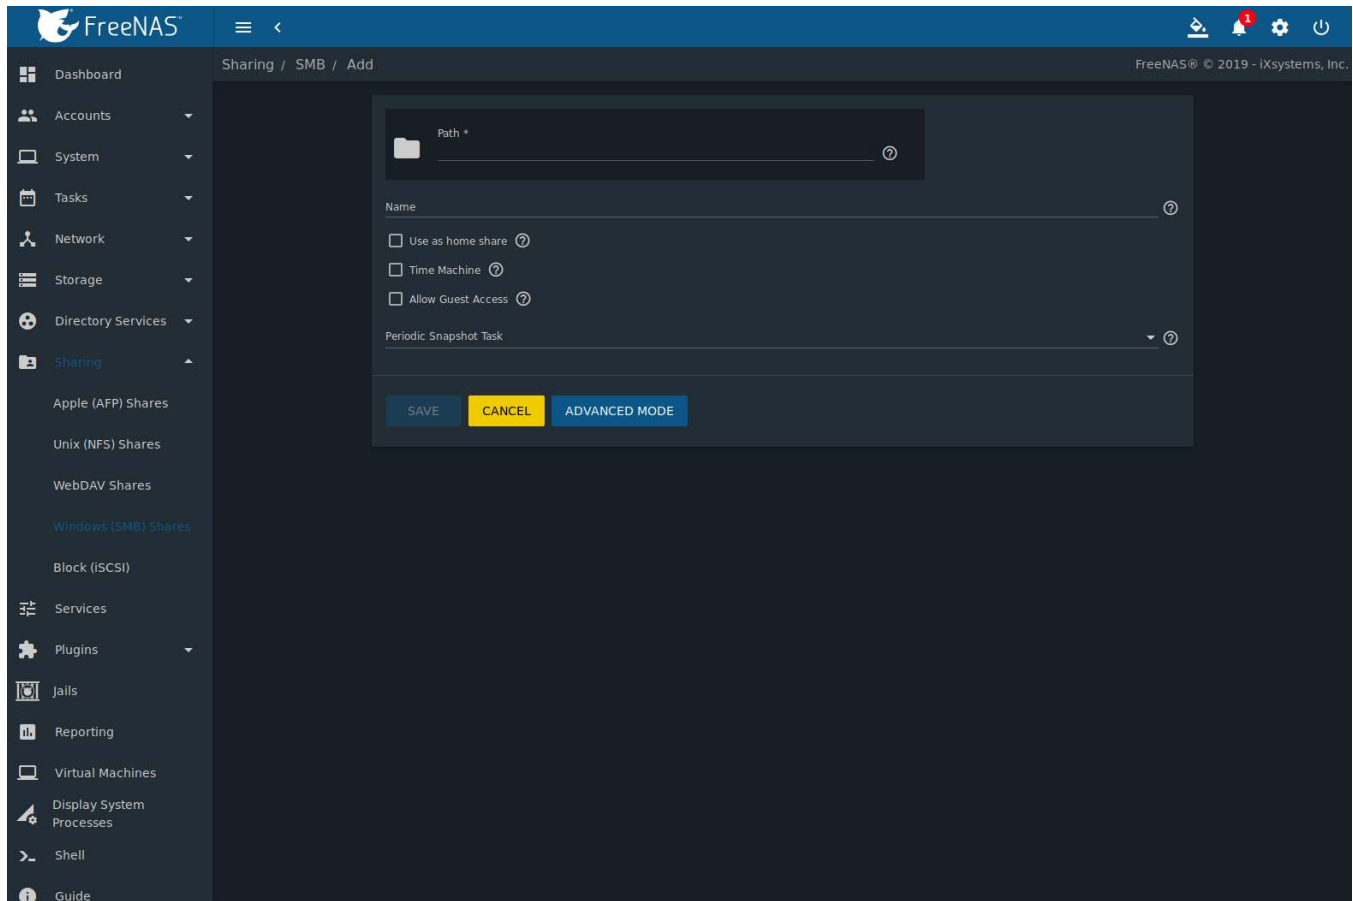 FreeNAS®
1
Sharing / SMB / Add
FreeNAS® © 2019 - iXsystems, Inc.
Dashboard
Accounts
System
Tasks
Network
Storage
Directory Services
Sharing
Apple (AFP) Shares
Unix (NFS) Shares
WebDAV Shares
Windows (SMB) Shares
Block (iSCSI)
Services
Plugins
Jails
Reporting
Virtual Machines
Display System
Processes
Shell
Guide
Path *
Name
Use as home share
Time Machine
Allow Guest Access
Periodic Snapshot Task
SAVE CANCEL ADVANCED MODE